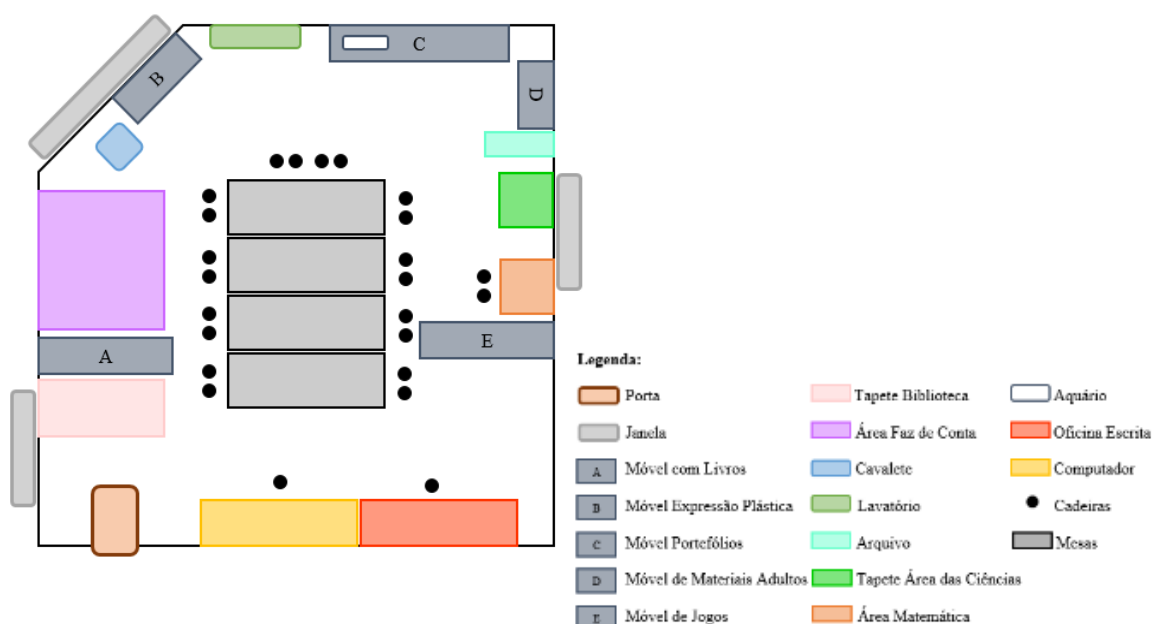 C
B
D
A
E
Legenda:
Porta
Janela
A Móvel com Livros
B Móvel Expressão Plástica
C Móvel Portefólios
D Móvel de Materiais Adultos
E Móvel de Jogos
Tapete Biblioteca
Área Faz de Conta
Cavalete
Lavatório
Arquivo
Tapete Área das Ciências
Área Matemática
Aquário
Oficina Escrita
Computador
Cadeiras
Mesas